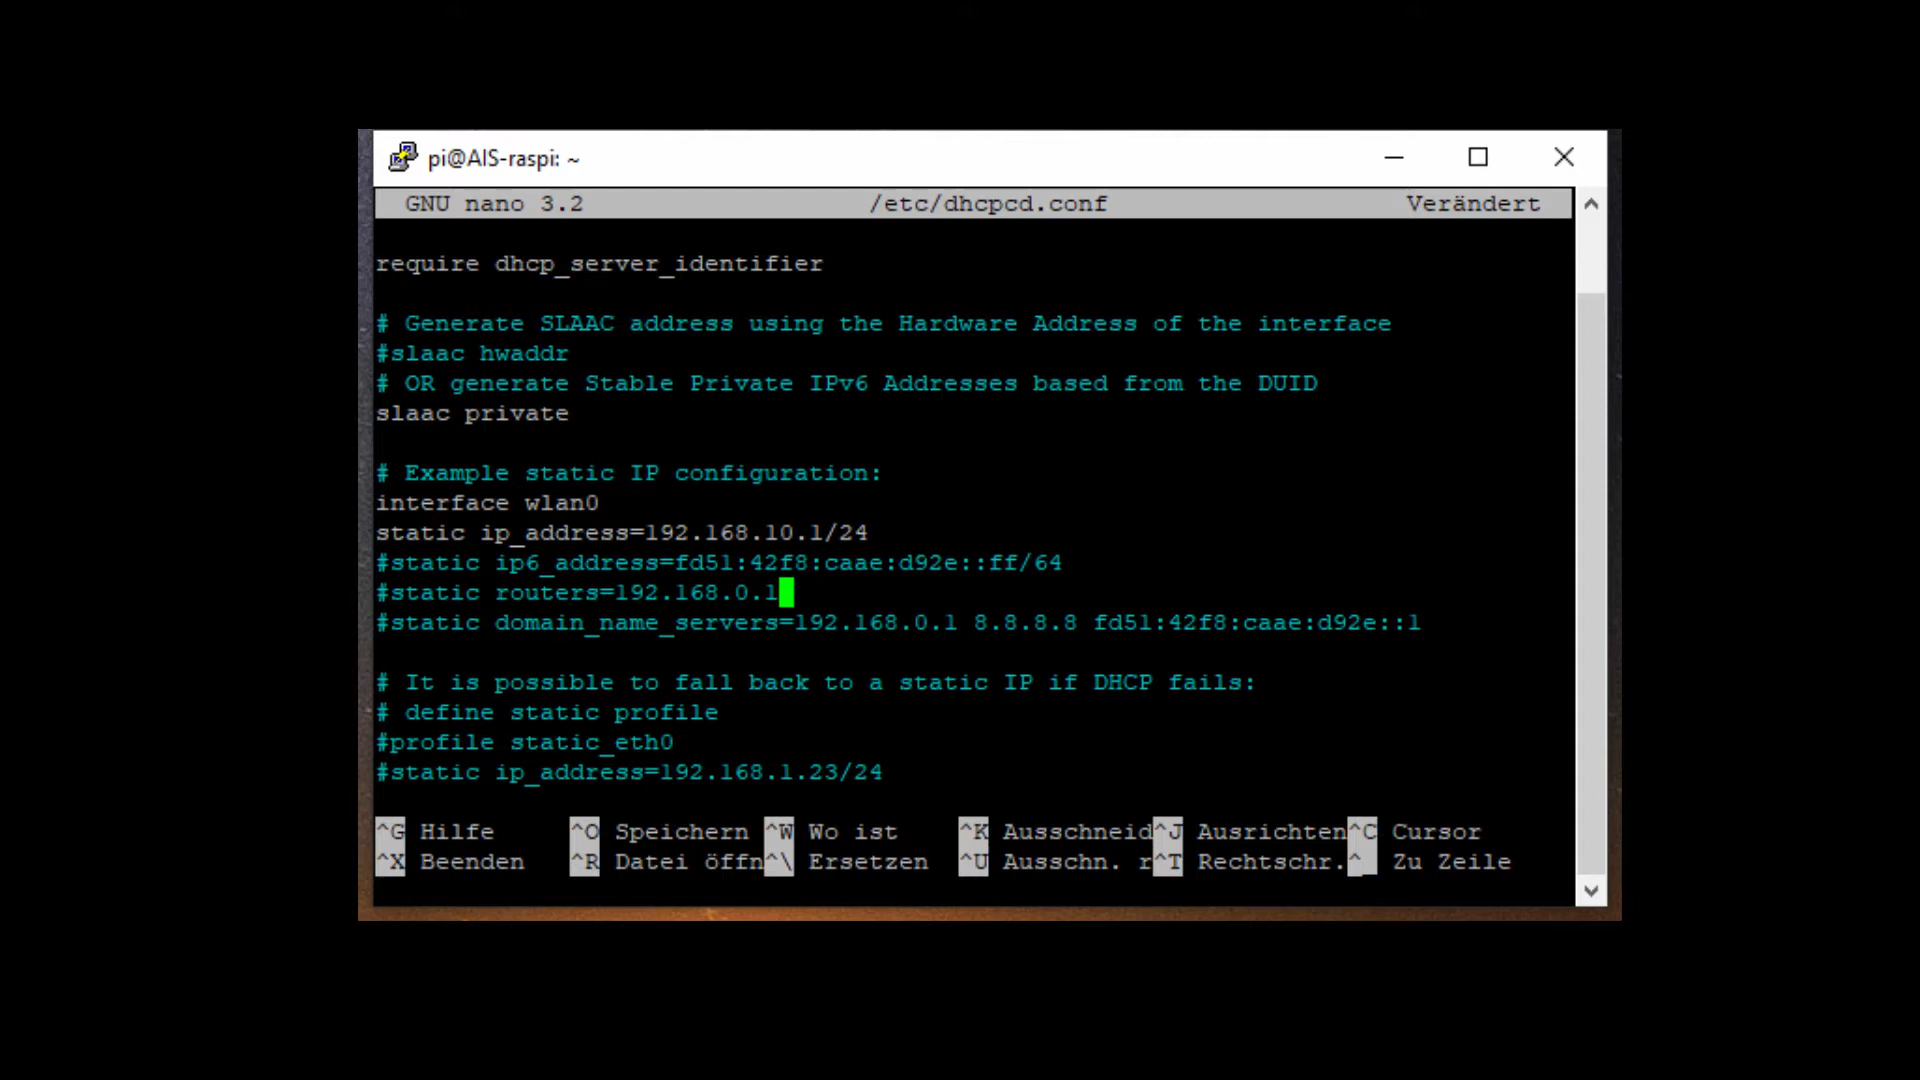 pi@AIS-raspi: ~
GNU nano 3.2 /etc/dhcpcd.conf Verändert
require dhcp_server_identifier
# Generate SLAAC address using the Hardware Address of the interface
#slaac hwaddr
# OR generate Stable Private IPv6 Addresses based from the DUID
slaac private
# Example static IP configuration:
interface wlan0
static ip_address=192.168.10.1/24
#static ip6_address=fd51:42f8:caae:d92e::ff/64
#static routers=192.168.0.1
#static domain_name_servers=192.168.0.1 8.8.8.8 fd51:42f8:caae:d92e::1
# It is possible to fall back to a static IP if DHCP fails:
# define static profile
#profile static_eth0
#static ip_address=192.168.1.23/24
^G Hilfe ^O Speichern ^W Wo ist ^K Ausschneid^J Ausrichten^C Cursor
^X Beenden ^R Datei öffn^\ Ersetzen ^U Ausschn. r^T Rechtschr.^_ Zu Zeile